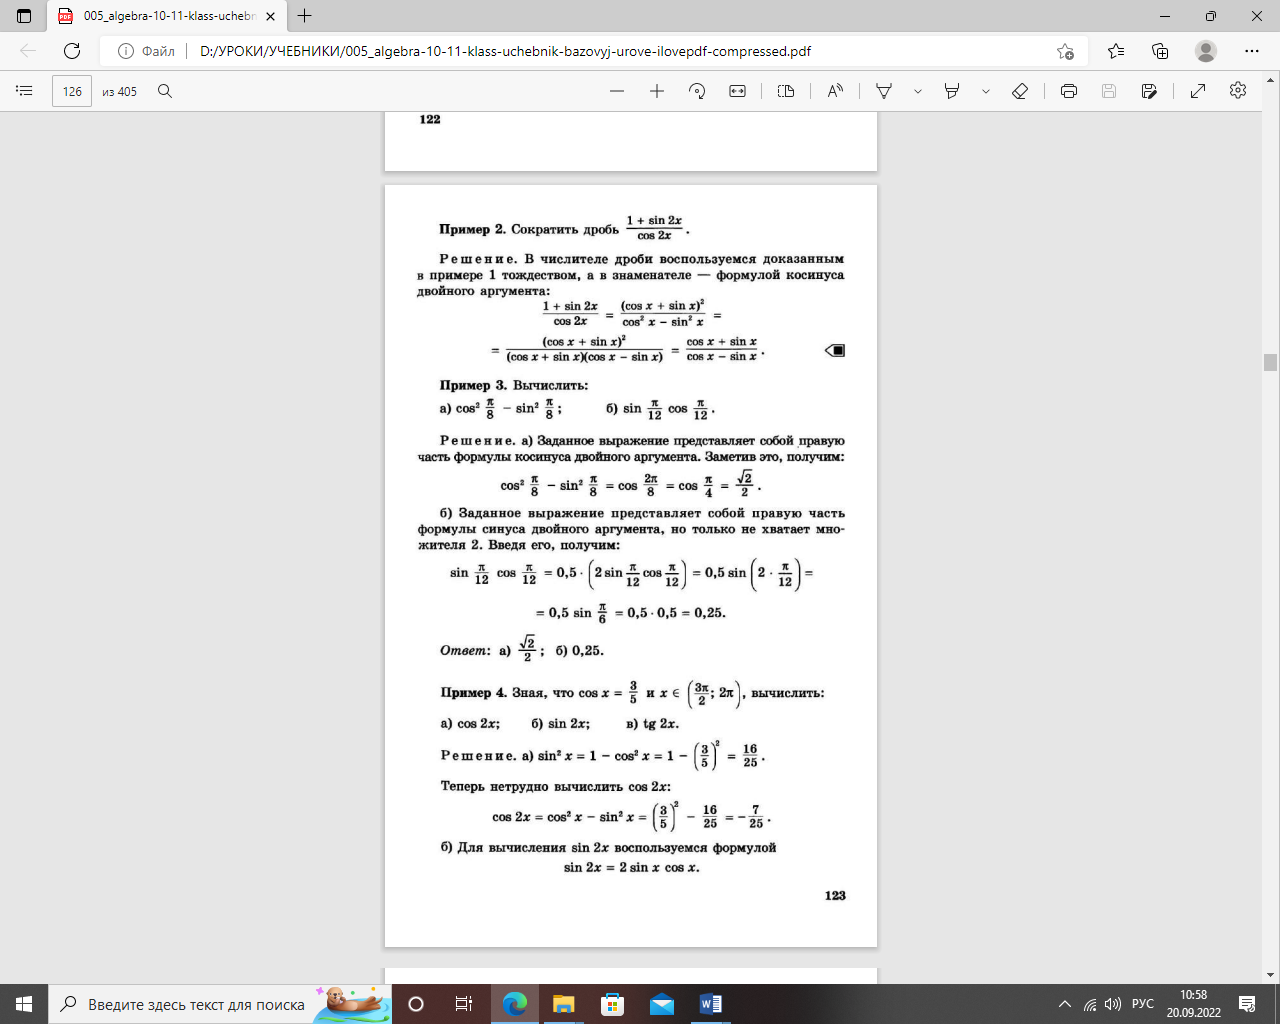 005_algebra-10-11-klass-uchebn
Файл D:/УРОКИ/УЧЕБНИКИ/005_algebra-10-11-klass-uchebnik-bazovyj-urove-ilovepdf-compressed.pdf
126 из 405
122
Пример 2. Сократить дробь (1 + sin 2x)/(cos 2x).
Решение. В числителе дроби воспользуемся доказанным
в примере 1 тождеством, а в знаменателе — формулой косинуса
двойного аргумента:
(1 + sin 2x)/(cos 2x) = (cos x + sin x)²/(cos² x − sin² x) =
= (cos x + sin x)²/((cos x + sin x)(cos x − sin x)) = (cos x + sin x)/(cos x − sin x).
Пример 3. Вычислить:
а) cos² π/8 − sin² π/8; б) sin π/12 cos π/12.
Решение. а) Заданное выражение представляет собой правую
часть формулы косинуса двойного аргумента. Заметив это, получим:
cos² π/8 − sin² π/8 = cos 2π/8 = cos π/4 = √2/2.
б) Заданное выражение представляет собой правую часть
формулы синуса двойного аргумента, но только не хватает мно-
жителя 2. Введя его, получим:
sin π/12 cos π/12 = 0,5 · (2 sin π/12 cos π/12) = 0,5 sin (2 · π/12) =
= 0,5 sin π/6 = 0,5 · 0,5 = 0,25.
Ответ: а) √2/2; б) 0,25.
Пример 4. Зная, что cos x = 3/5 и x ∈ (3π/2; 2π), вычислить:
а) cos 2x; б) sin 2x; в) tg 2x.
Решение. а) sin² x = 1 − cos² x = 1 − (3/5)² = 16/25.
Теперь нетрудно вычислить cos 2x:
cos 2x = cos² x − sin² x = (3/5)² − 16/25 = −7/25.
б) Для вычисления sin 2x воспользуемся формулой
sin 2x = 2 sin x cos x.
123
Введите здесь текст для поиска
РУС
10:58
20.09.2022